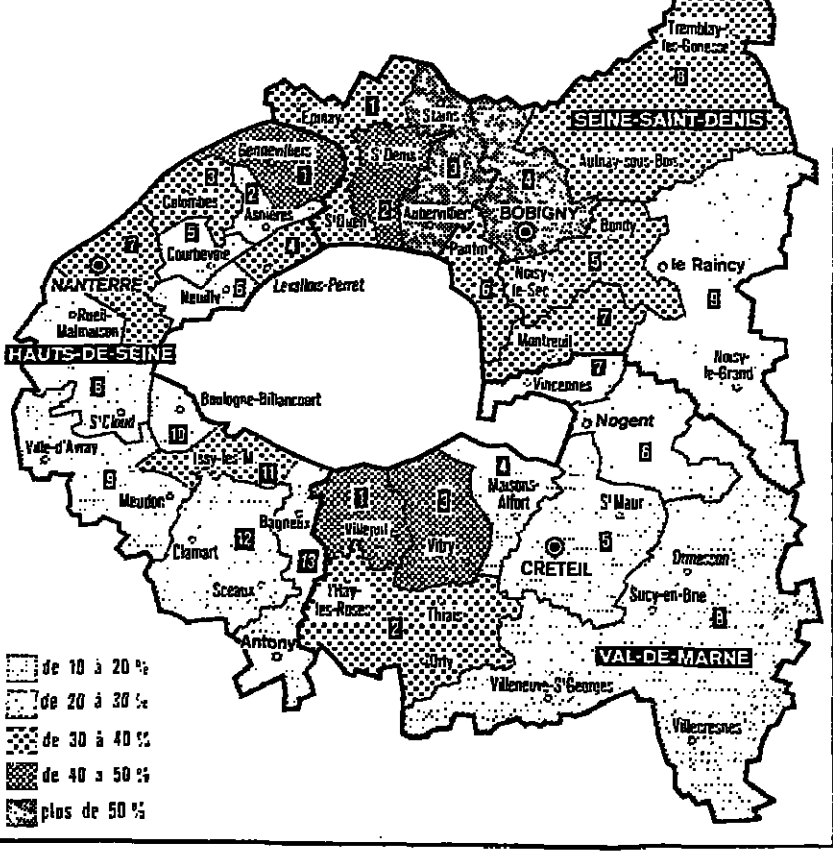 Tremblay-
les-Gonesse
8
SEINE-SAINT-DENIS
Aulnay-sous-Bois
1
Epinay
Stains
Gennevilliers
1
St Denis
2
3
4
3
Colombes
2
Asnières
St Ouen
Aubervilliers
BOBIGNY
Bondy
5
Courbevoie
4
Pantin
Noisy-
le-Sec
5
7
NANTERRE
Neuilly
6
Levallois-Perret
6
le Raincy
9
Rueil-
Malmaison
7
Montreuil
HAUTS-DE-SEINE
Noisy-
le-Grand
7
Vincennes
8
St Cloud
Boulogne-Billancourt
10
Nogent
6
Ville-d'Avray
Issy-les-M
11
9
Meudon
4
Maisons-
Alfort
1
Villejuif
3
Vitry
St Maur
5
Bagneux
12
Clamart
13
CRETEIL
Ormesson
Sceaux
l'Hay-
les-Roses
Thiais
2
Sucy-en-Brie
8
Antony
Orly
VAL-DE-MARNE
Villeneuve-St Georges
Villecresnes
de 10 à 20 %
de 20 à 30 %
de 30 à 40 %
de 40 à 50 %
plus de 50 %